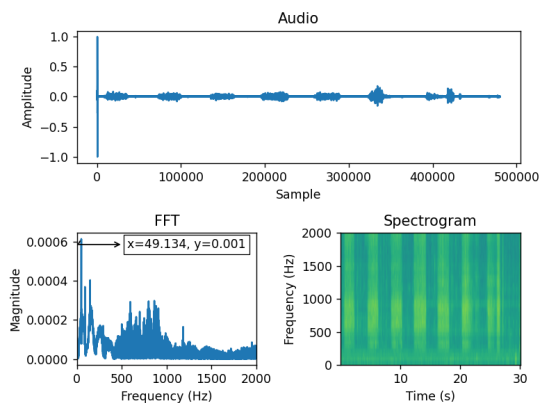 Audio
1.0
0.5
0.0
−0.5
−1.0
Amplitude
0
100000
200000
300000
400000
500000
Sample
FFT
0.0006
0.0004
0.0002
0.0000
Magnitude
x=49.134, y=0.001
0
500
1000
1500
2000
Frequency (Hz)
Spectrogram
2000
1500
1000
500
0
Frequency (Hz)
10
20
30
Time (s)